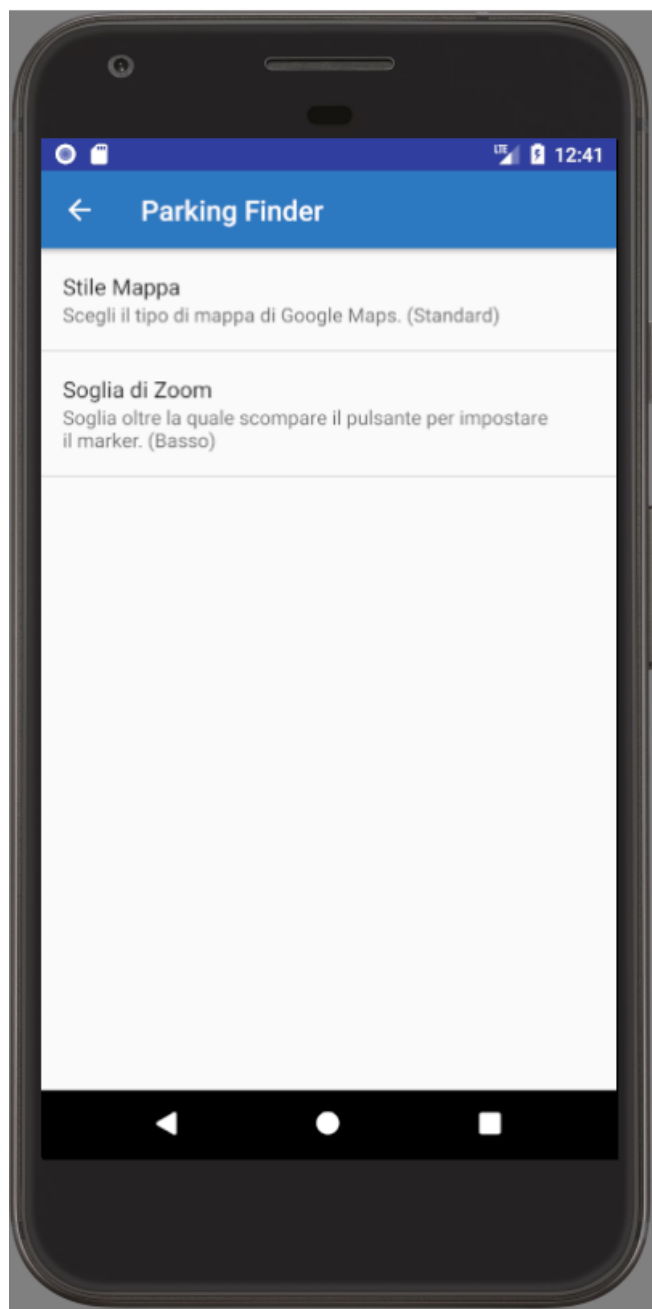 LTE 12:41
Parking Finder
Stile Mappa
Scegli il tipo di mappa di Google Maps. (Standard)
Soglia di Zoom
Soglia oltre la quale scompare il pulsante per impostare
il marker. (Basso)